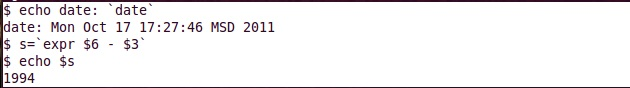 $ echo date: `date`
date: Mon Oct 17 17:27:46 MSD 2011
$ s=`expr $6 - $3`
$ echo $s
1994